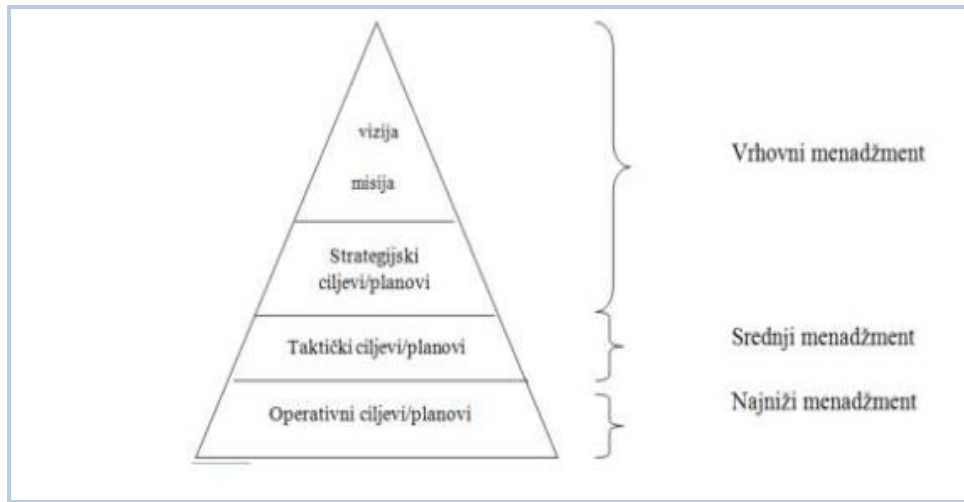 vizija
misija
Vrhovni menadžment
Strategijski
ciljevi/planovi
Taktički ciljevi/planovi
Srednji menadžment
Operativni ciljevi/planovi
Najniži menadžment